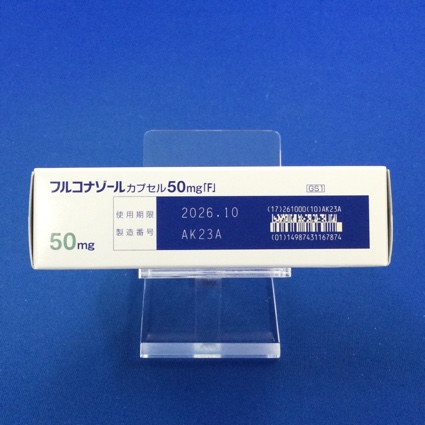 フルコナゾールカプセル50mg「F」
GS1
使用期限 2026.10
製造番号 AK23A
(17)261000(10)AK23A
(01)14987431167874
50mg